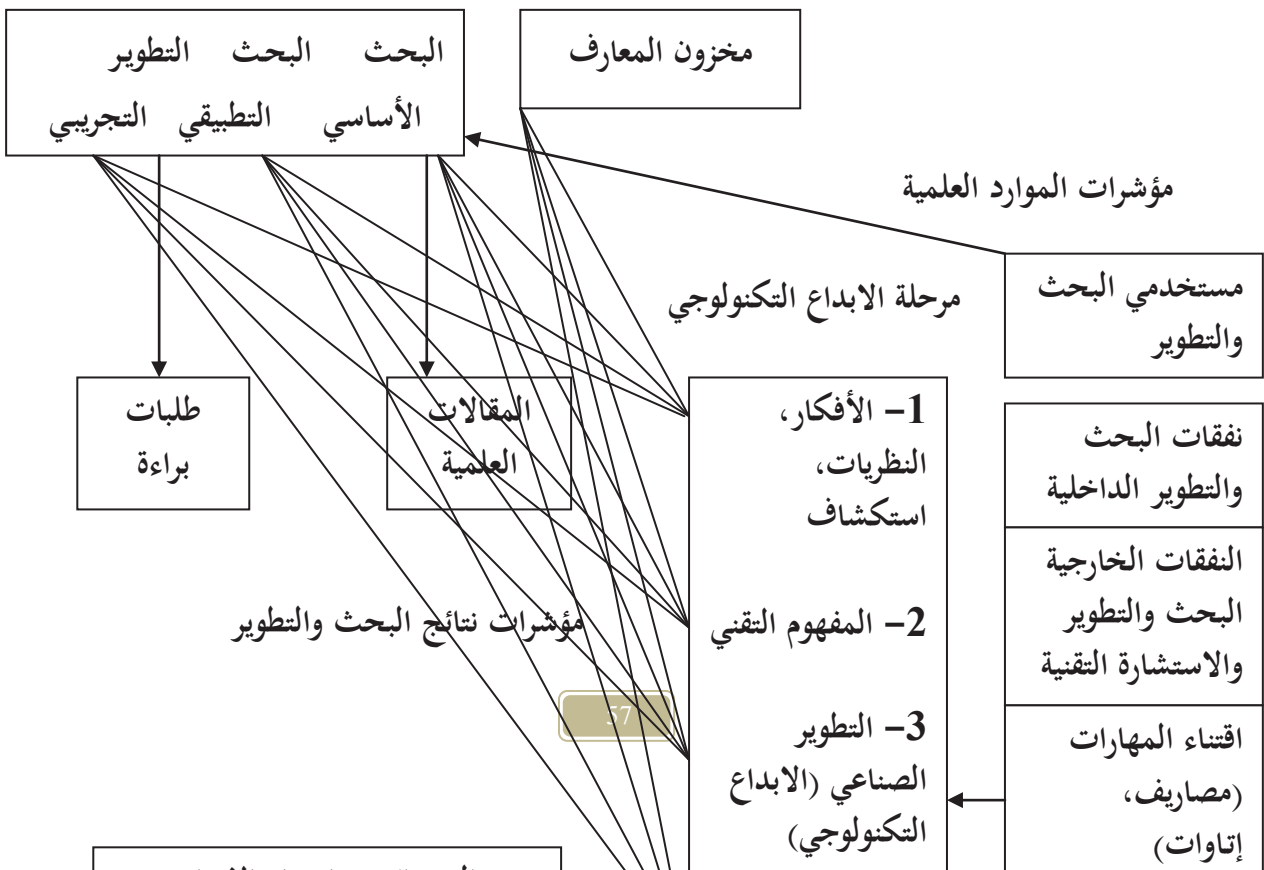 البحث البحث التطوير
الأساسي التطبيقي التجريبي
مخزون المعارف
مؤشرات الموارد العلمية
مستخدمي البحث
والتطوير
مرحلة الابداع التكنولوجي
طلبات
براءة
المقالات
العلمية
1- الأفكار،
النظريات،
استكشاف
2- المفهوم التقني
3- التطوير
الصناعي (الابداع
التكنولوجي)
نفقات البحث
والتطوير الداخلية
النفقات الخارجية
البحث والتطوير
والاستشارة التقنية
اقتناء المهارات
(مصاريف،
إتاوات)
مؤشرات نتائج البحث والتطوير
57